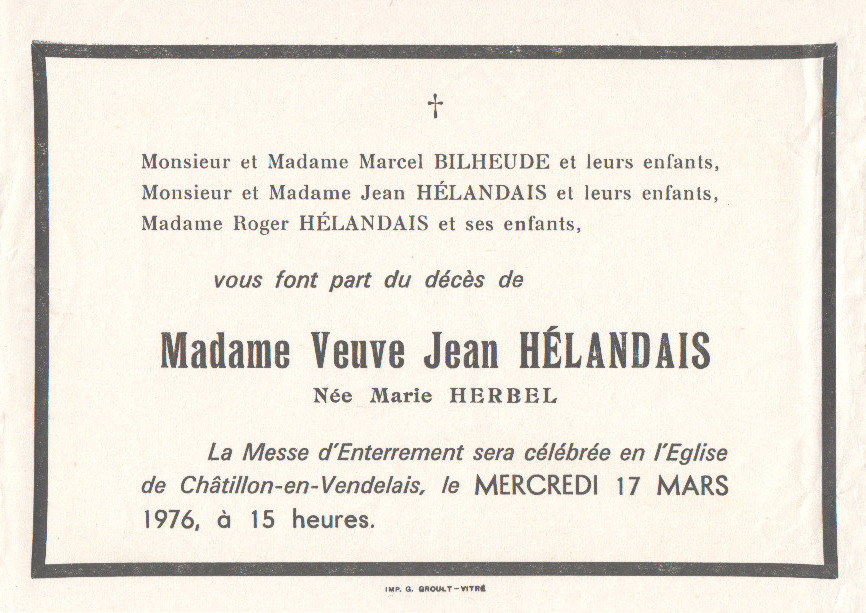 Monsieur et Madame Marcel BILHEUDE et leurs enfants,
Monsieur et Madame Jean HÉLANDAIS et leurs enfants,
Madame Roger HÉLANDAIS et ses enfants,
vous font part du décès de
Madame Veuve Jean HÉLANDAIS
Née Marie HERBEL
La Messe d'Enterrement sera célébrée en l'Eglise
de Châtillon-en-Vendelais, le MERCREDI 17 MARS
1976, à 15 heures.
IMP. G. GROULT-VITRÉ